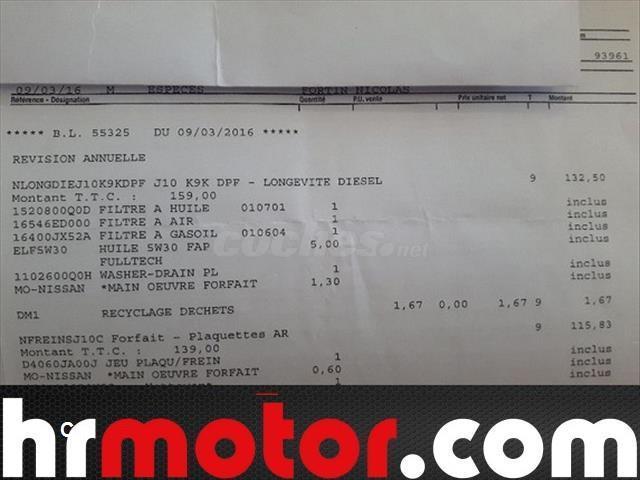 93961
09/03/16 M ESPECES FORTIN NICOLAS
Référence - Désignation Quantité P.U. vente Prix unitaire net T Montant
***** B.L. 55325 DU 09/03/2016 *****
REVISION ANNUELLE
NLONGDIEJ10K9KDPF J10 K9K DPF - LONGEVITE DIESEL 9 132,50
Montant T.T.C. : 159,00
1520800Q0D FILTRE A HUILE 010701 1 inclus
16546ED000 FILTRE A AIR 1 inclus
16400JX52A FILTRE A GASOIL 010604 1 inclus
ELF5W30 HUILE 5W30 FAP 5,00 inclus
FULLTECH
1102600Q0H WASHER-DRAIN PL 1 inclus
MO-NISSAN *MAIN OEUVRE FORFAIT 1,30 inclus
DM1 RECYCLAGE DECHETS 1,67 0,00 1,67 9 1,67
NFREINSJ10C Forfait - Plaquettes AR 9 115,83
Montant T.T.C. : 139,00
D4060JA00J JEU PLAQU/FREIN 1 inclus
MO-NISSAN *MAIN OEUVRE FORFAIT 0,60 inclus
1 inclus
coches.net
hrmotor.com